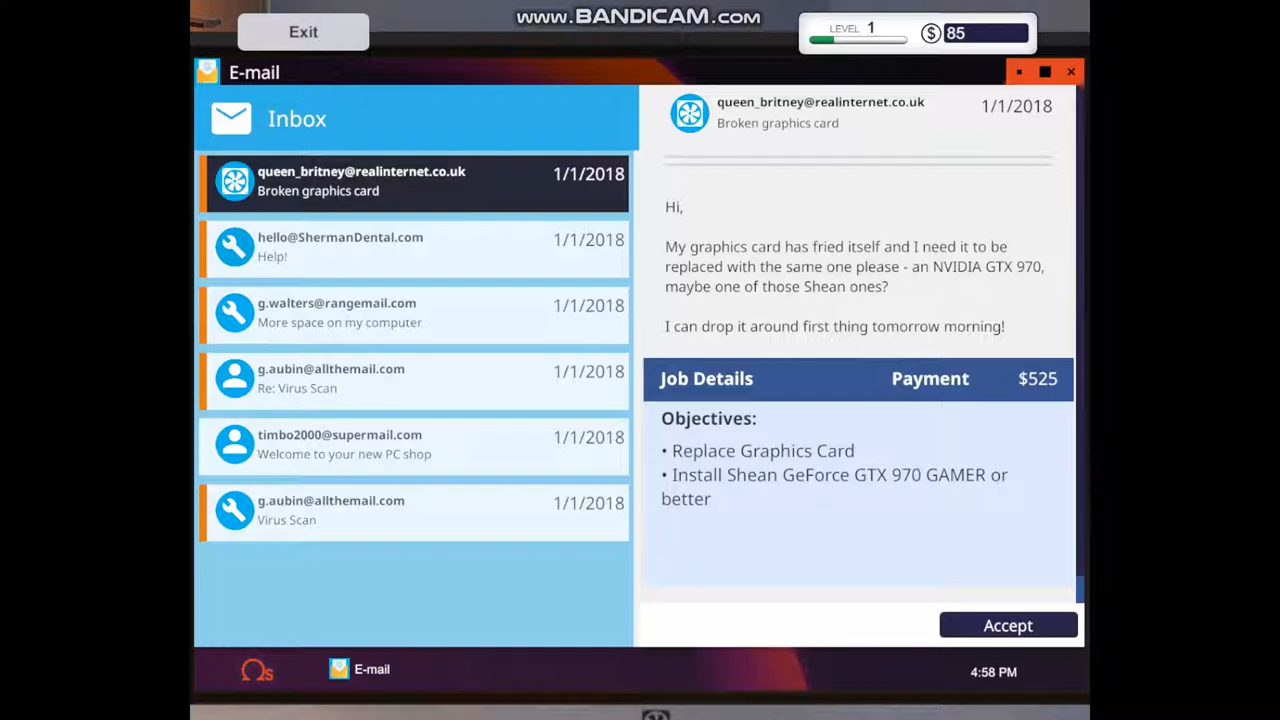 www.BANDICAM.com
Exit
LEVEL 1
$ 85
E-mail
Inbox
queen_britney@realinternet.co.uk 1/1/2018
Broken graphics card
hello@ShermanDental.com 1/1/2018
Help!
g.walters@rangemail.com 1/1/2018
More space on my computer
g.aubin@allthemail.com 1/1/2018
Re: Virus Scan
timbo2000@supermail.com 1/1/2018
Welcome to your new PC shop
g.aubin@allthemail.com 1/1/2018
Virus Scan
queen_britney@realinternet.co.uk 1/1/2018
Broken graphics card
Hi,
My graphics card has fried itself and I need it to be
replaced with the same one please - an NVIDIA GTX 970,
maybe one of those Shean ones?
I can drop it around first thing tomorrow morning!
Job Details Payment $525
Objectives:
• Replace Graphics Card
• Install Shean GeForce GTX 970 GAMER or
better
Accept
Ωs E-mail 4:58 PM